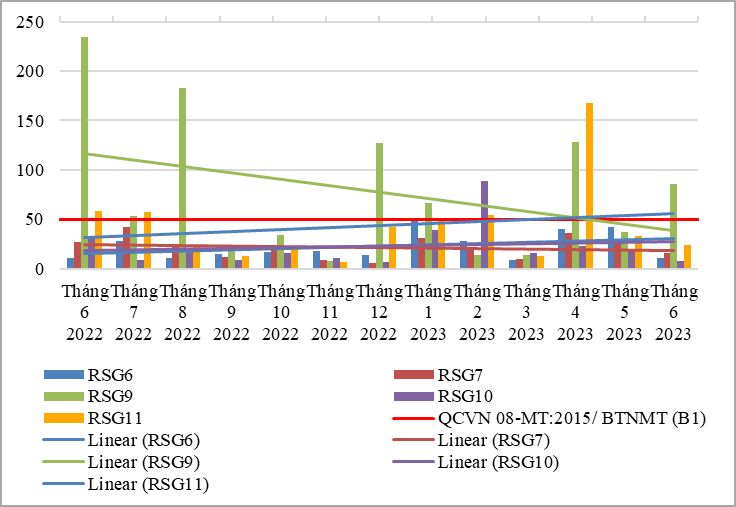 250
200
150
100
50
0
Tháng Tháng Tháng Tháng Tháng Tháng Tháng Tháng Tháng Tháng Tháng Tháng Tháng
6 7 8 9 10 11 12 1 2 3 4 5 6
2022 2022 2022 2022 2022 2022 2022 2023 2023 2023 2023 2023 2023
RSG6 RSG7
RSG9 RSG10
RSG11 QCVN 08-MT:2015/ BTNMT (B1)
Linear (RSG6) Linear (RSG7)
Linear (RSG9) Linear (RSG10)
Linear (RSG11)